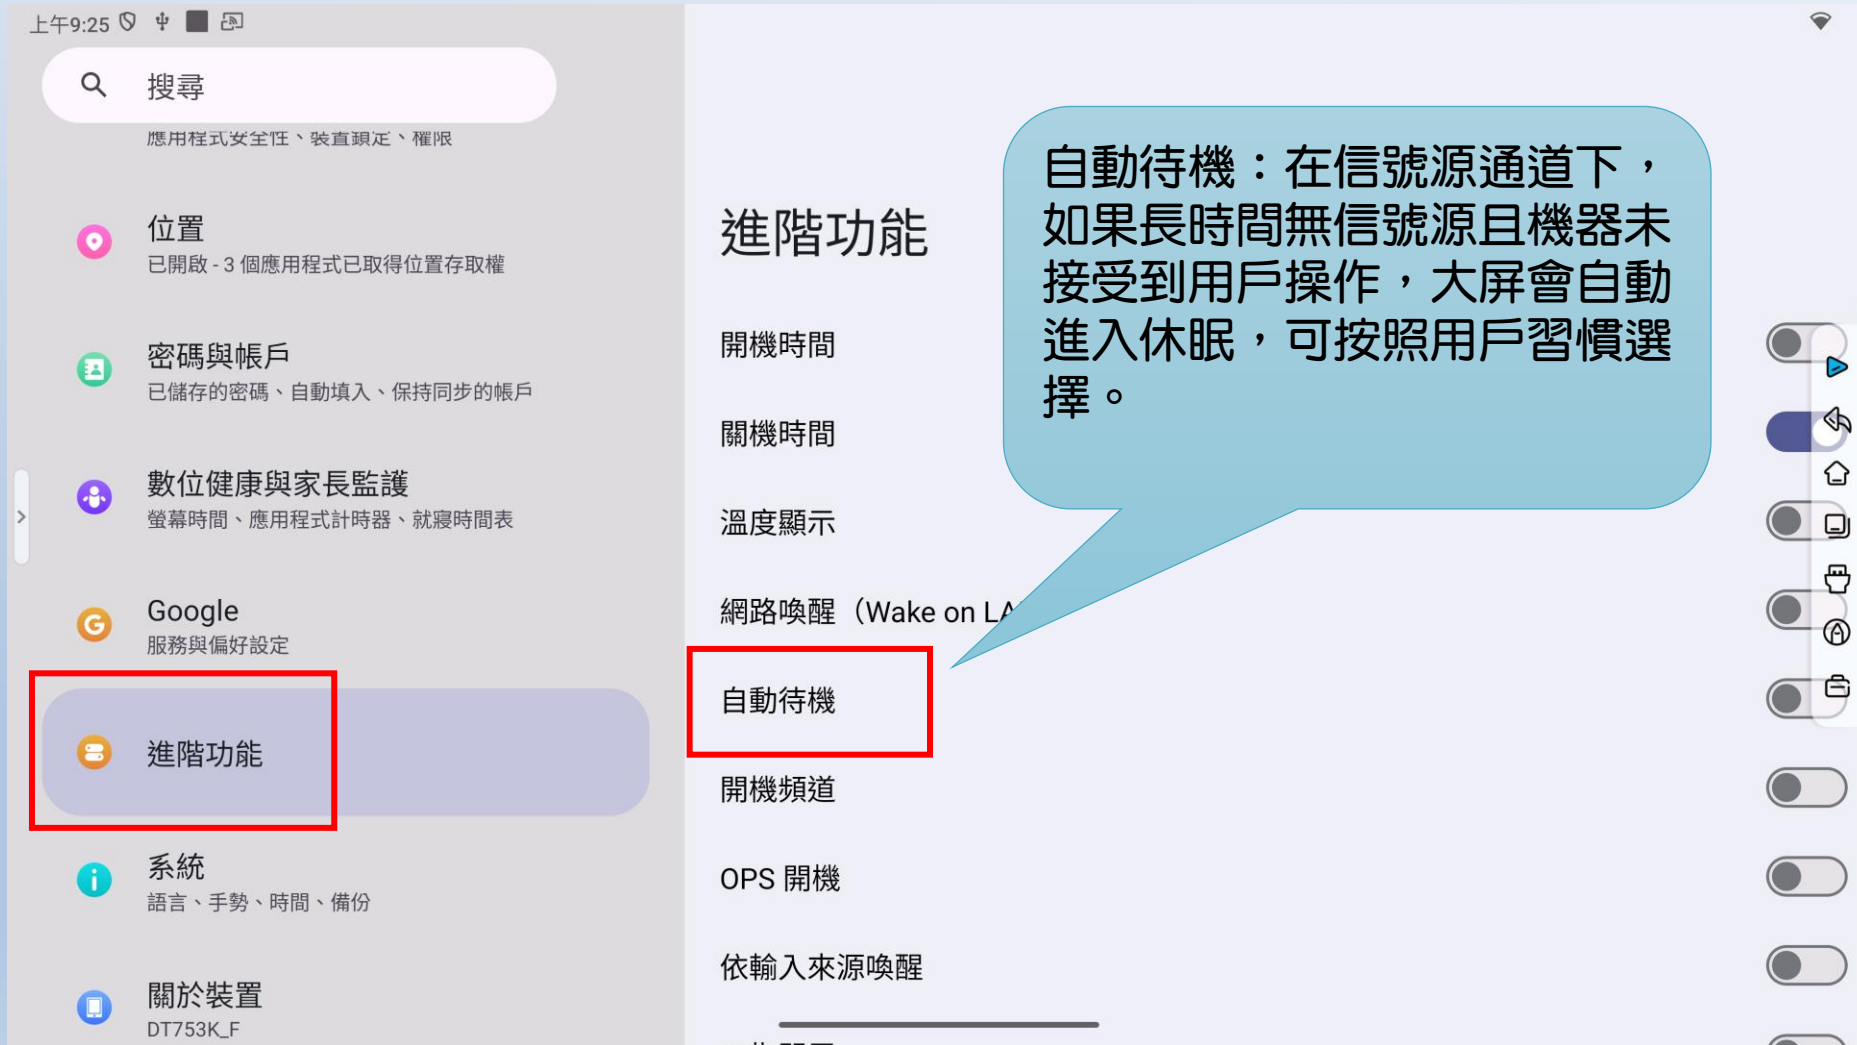 上午9:25
搜尋
應用程式安全性、裝置鎖定、權限
位置
已開啟 - 3 個應用程式已取得位置存取權
密碼與帳戶
已儲存的密碼、自動填入、保持同步的帳戶
數位健康與家長監護
螢幕時間、應用程式計時器、就寢時間表
Google
服務與偏好設定
進階功能
系統
語言、手勢、時間、備份
關於裝置
DT753K_F
進階功能
開機時間
關機時間
溫度顯示
網路喚醒（Wake on LA
自動待機
開機頻道
OPS 開機
依輸入來源喚醒
自動待機：在信號源通道下，
如果長時間無信號源且機器未
接受到用戶操作，大屏會自動
進入休眠，可按照用戶習慣選
擇。